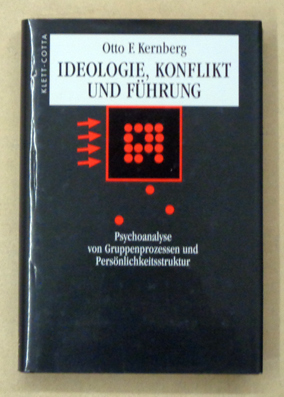 KLETT-COTTA
Otto F. Kernberg
IDEOLOGIE, KONFLIKT
UND FÜHRUNG
Psychoanalyse
von Gruppenprozessen und
Persönlichkeitsstruktur